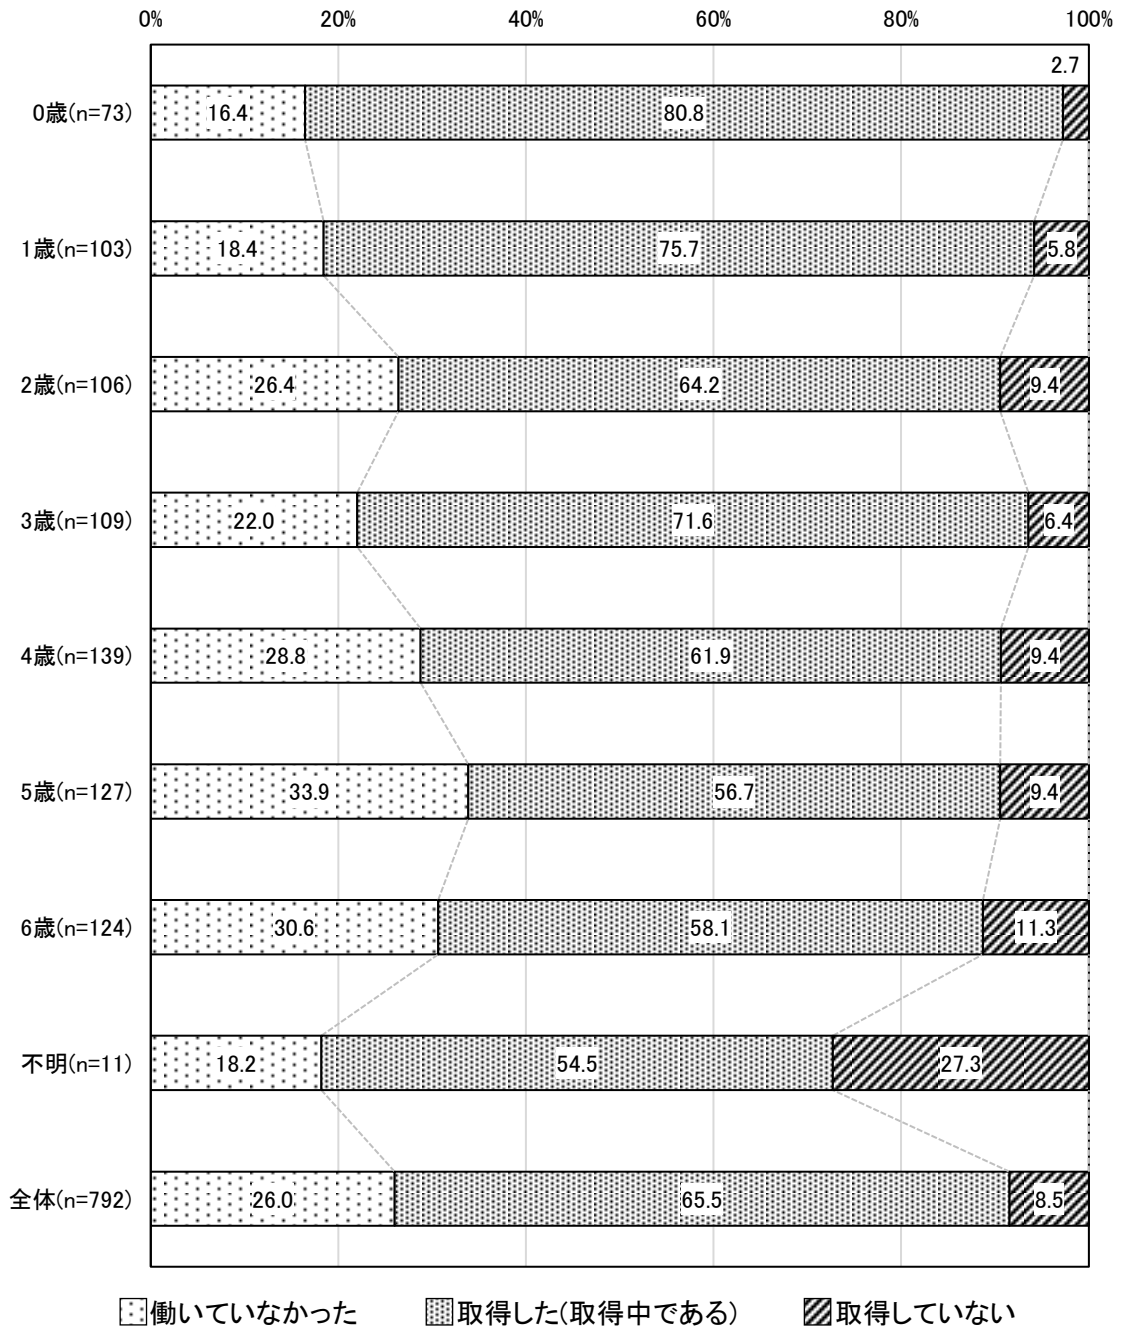 0% 20% 40% 60% 80% 100%
2.7
0歳(n=73) 16.4 80.8
1歳(n=103) 18.4 75.7 5.8
2歳(n=106) 26.4 64.2 9.4
3歳(n=109) 22.0 71.6 6.4
4歳(n=139) 28.8 61.9 9.4
5歳(n=127) 33.9 56.7 9.4
6歳(n=124) 30.6 58.1 11.3
不明(n=11) 18.2 54.5 27.3
全体(n=792) 26.0 65.5 8.5
働いていなかった 取得した(取得中である) 取得していない